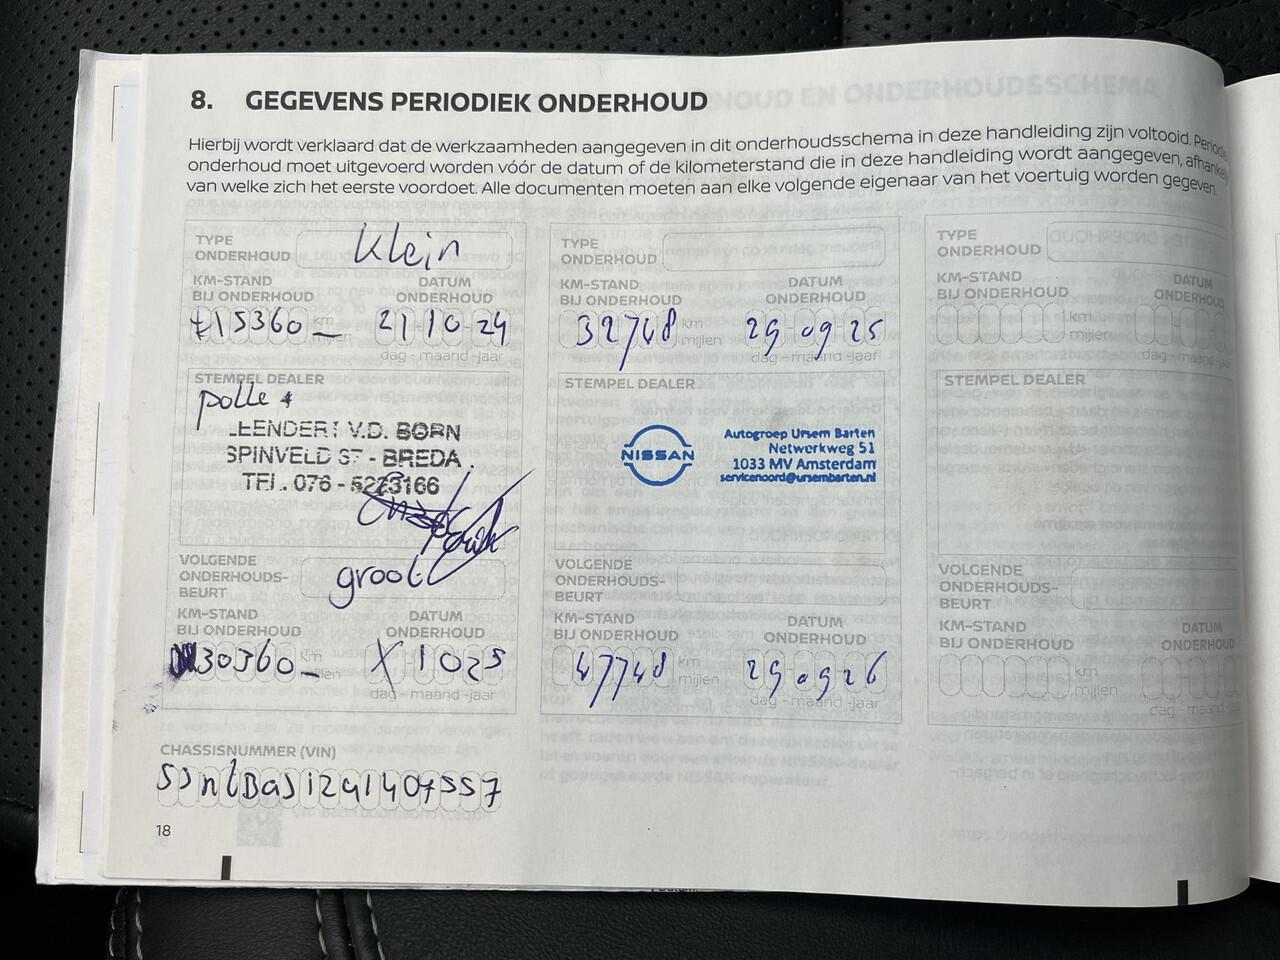 8. GEGEVENS PERIODIEK ONDERHOUD
Hierbij wordt verklaard dat de werkzaamheden aangegeven in dit onderhoudsschema in deze handleiding zijn voltooid. Periodiek
onderhoud moet uitgevoerd worden vóór de datum of de kilometerstand die in deze handleiding wordt aangegeven,
van welke zich het eerste voordoet. Alle documenten moeten aan elke volgende eigenaar van het voertuig worden gegeven.
TYPE
ONDERHOUD
Klein
KM-STAND
BIJ ONDERHOUD
DATUM
ONDERHOUD
15360 km
mijlen
21-10-24
dag - maand -jaar
STEMPEL DEALER
polle
LEENDERT V.D. BORN
SPINVELD 57 - BREDA
TEL. 076 - 5223166
VOLGENDE
ONDERHOUDS-
BEURT
groot
KM-STAND
BIJ ONDERHOUD
DATUM
ONDERHOUD
30360 km
mijlen
X 10 25
dag - maand -jaar
CHASSISNUMMER (VIN)
18
TYPE
ONDERHOUD
KM-STAND
BIJ ONDERHOUD
DATUM
ONDERHOUD
32748 km
mijlen
29-09-25
dag - maand -jaar
STEMPEL DEALER
NISSAN
Autogroep Ursem Barten
Netwerkweg 51
1033 MV Amsterdam
servicenoord@ursembarten.nl
VOLGENDE
ONDERHOUDS-
BEURT
KM-STAND
BIJ ONDERHOUD
DATUM
ONDERHOUD
47748 km
mijlen
29-09-26
dag - maand -jaar
TYPE
ONDERHOUD
KM-STAND
BIJ ONDERHOUD
DATUM
ONDERHOUD
km
mijlen
dag - maand -jaar
STEMPEL DEALER
VOLGENDE
ONDERHOUDS-
BEURT
KM-STAND
BIJ ONDERHOUD
DATUM
ONDERHOUD
km
mijlen
dag - maand -jaar